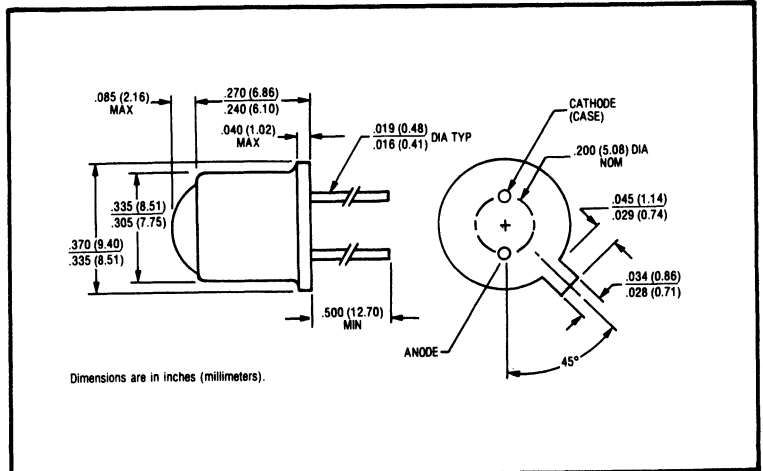 .085 (2.16)
MAX
.270 (6.86)
.240 (6.10)
.040 (1.02)
MAX
.019 (0.48)
.016 (0.41)
DIA TYP
CATHODE
(CASE)
.200 (5.08) DIA
NOM
.335 (8.51)
.305 (7.75)
.370 (9.40)
.335 (8.51)
.045 (1.14)
.029 (0.74)
.034 (0.86)
.028 (0.71)
.500 (12.70)
MIN
ANODE
45°
Dimensions are in inches (millimeters).